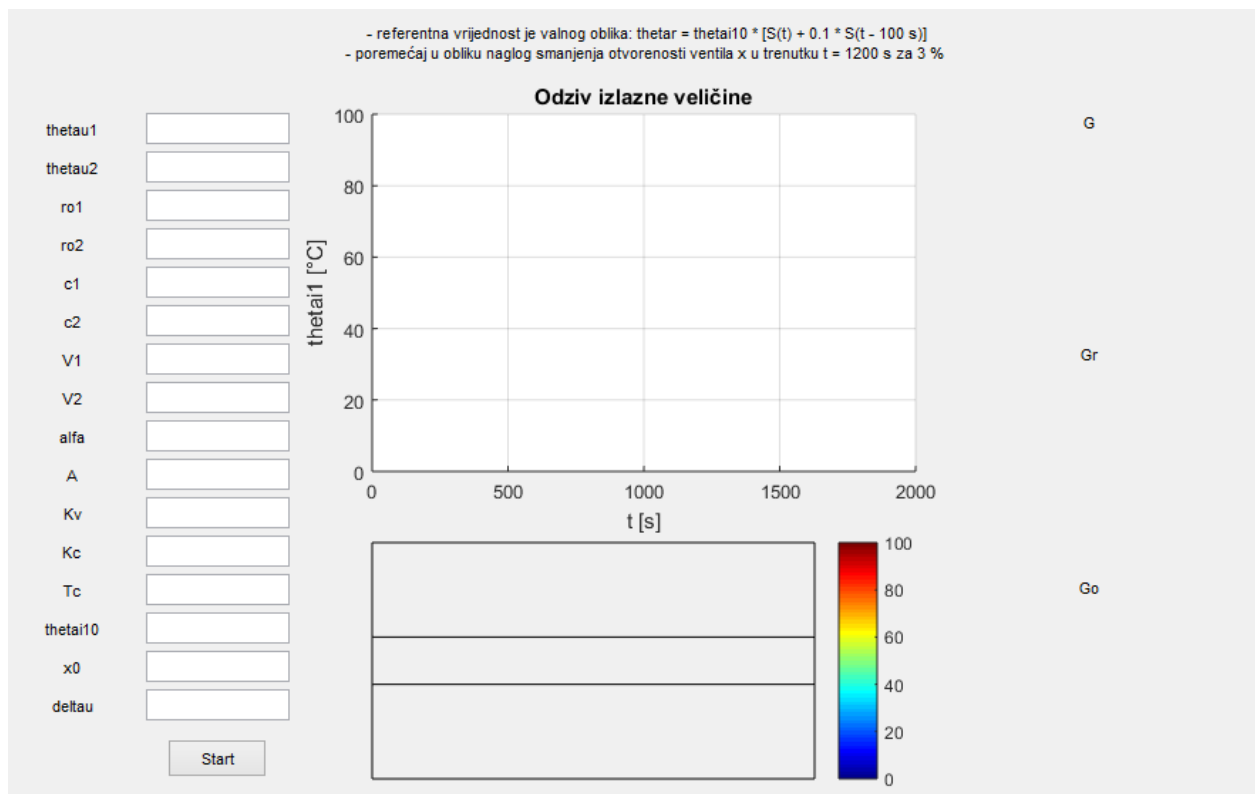 - referentna vrijednost je valnog oblika: thetar = thetai10 * [S(t) + 0.1 * S(t - 100 s)]
- poremećaj u obliku naglog smanjenja otvorenosti ventila x u trenutku t = 1200 s za 3 %
thetau1
thetau2
ro1
ro2
c1
c2
V1
V2
alfa
A
Kv
Kc
Tc
thetai10
x0
deltau
Start
Odziv izlazne veličine
thetai1 [°C]
100
80
60
40
20
0
0 500 1000 1500 2000
t [s]
100
80
60
40
20
0
G
Gr
Go